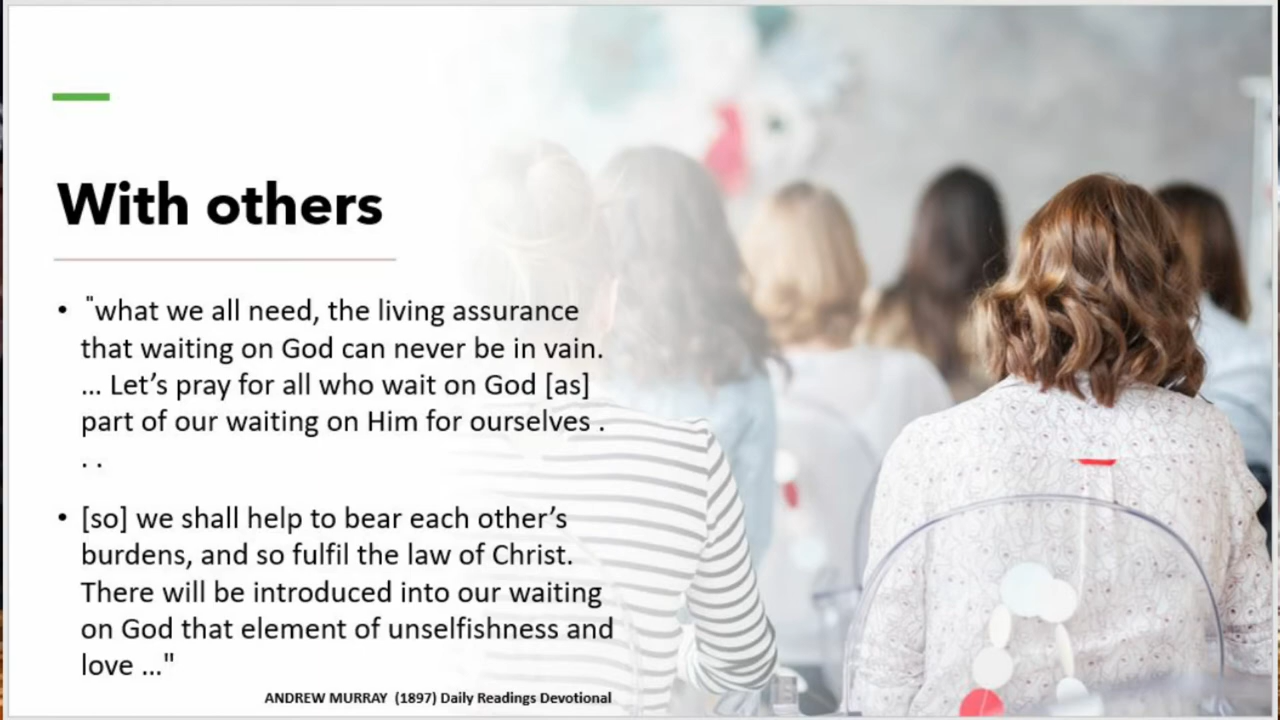 With others
• "what we all need, the living assurance
that waiting on God can never be in vain.
... Let’s pray for all who wait on God [as]
part of our waiting on Him for ourselves .
. .
• [so] we shall help to bear each other’s
burdens, and so fulfil the law of Christ.
There will be introduced into our waiting
on God that element of unselfishness and
love ..."
ANDREW MURRAY (1897) Daily Readings Devotional